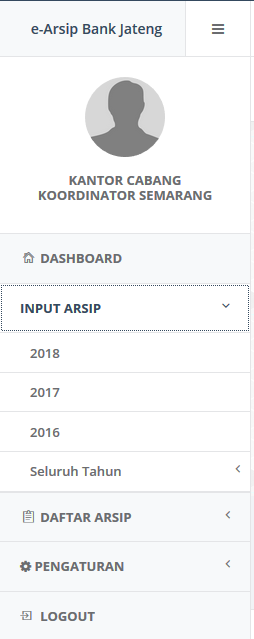 e-Arsip Bank Jateng
KANTOR CABANG
KOORDINATOR SEMARANG
DASHBOARD
INPUT ARSIP
2018
2017
2016
Seluruh Tahun
DAFTAR ARSIP
PENGATURAN
LOGOUT